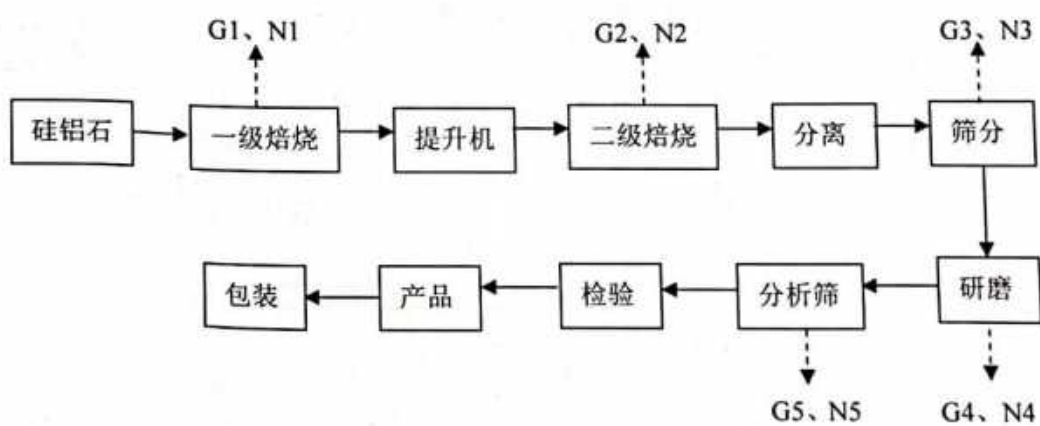 G1、N1
G2、N2
G3、N3
硅铝石
一级焙烧
提升机
二级焙烧
分离
筛分
包装
产品
检验
分析筛
研磨
G5、N5
G4、N4